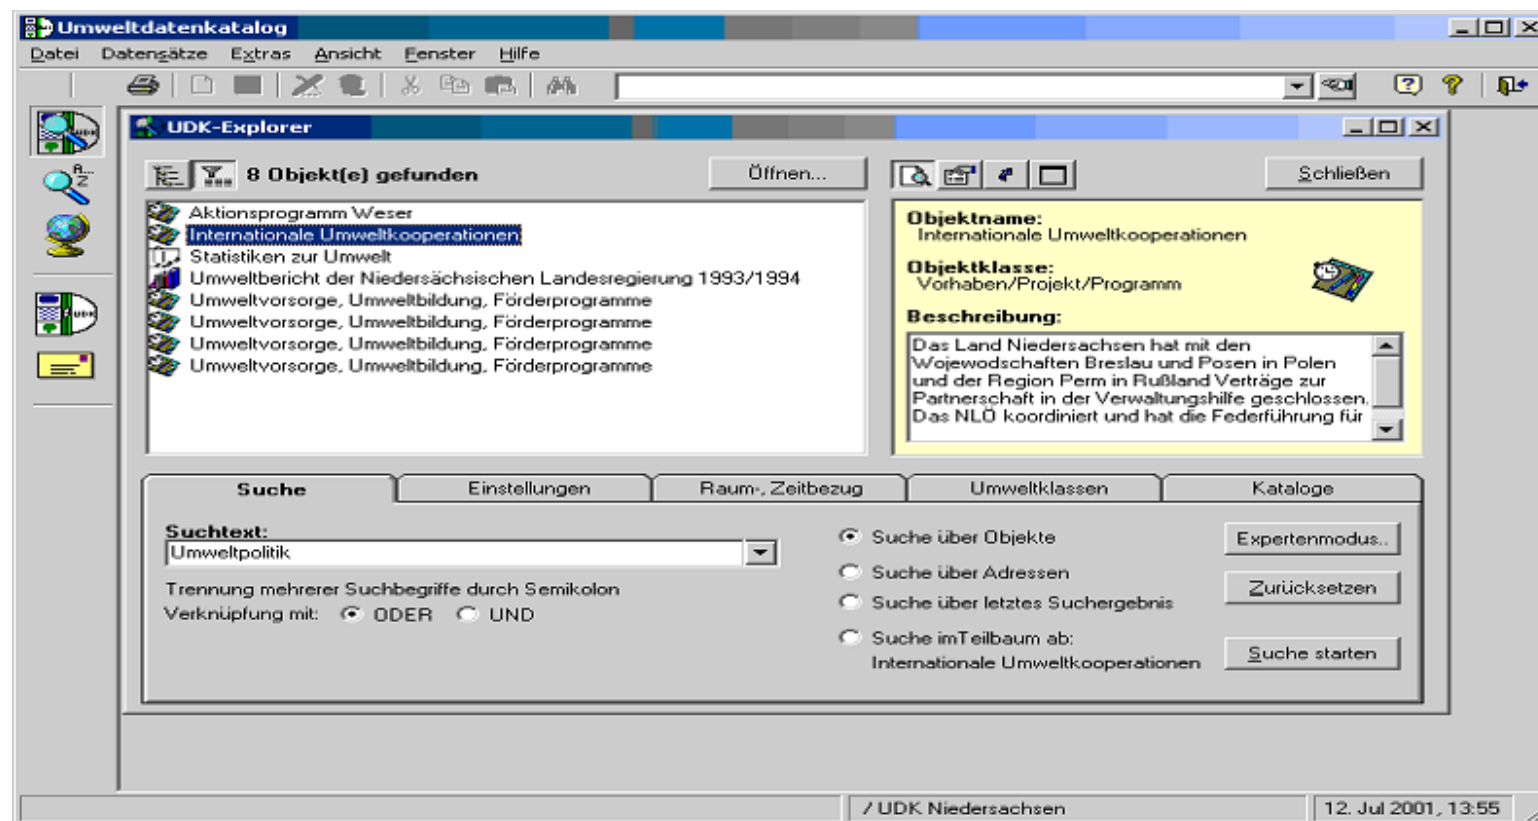 Umweltdatenkatalog
Datei Datensätze Extras Ansicht Fenster Hilfe
UDK-Explorer
8 Objekt(e) gefunden
Öffnen...
Schließen
Aktionsprogramm Weser
Internationale Umweltkooperationen
Statistiken zur Umwelt
Umweltbericht der Niedersächsischen Landesregierung 1993/1994
Umweltvorsorge, Umweltbildung, Förderprogramme
Umweltvorsorge, Umweltbildung, Förderprogramme
Umweltvorsorge, Umweltbildung, Förderprogramme
Umweltvorsorge, Umweltbildung, Förderprogramme
Objektname:
Internationale Umweltkooperationen
Objektklasse:
Vorhaben/Projekt/Programm
Beschreibung:
Das Land Niedersachsen hat mit den
Wojewodschaften Breslau und Posen in Polen
und der Region Perm in Rußland Verträge zur
Partnerschaft in der Verwaltungshilfe geschlossen.
Das NLÖ koordiniert und hat die Federführung für
Suche Einstellungen Raum-, Zeitbezug Umweltklassen Kataloge
Suchtext:
Umweltpolitik
Trennung mehrerer Suchbegriffe durch Semikolon
Verknüpfung mit: ODER UND
Suche über Objekte
Suche über Adressen
Suche über letztes Suchergebnis
Suche imTeilbaum ab:
Internationale Umweltkooperationen
Expertenmodus..
Zurücksetzen
Suche starten
/ UDK Niedersachsen
12. Jul 2001, 13:55